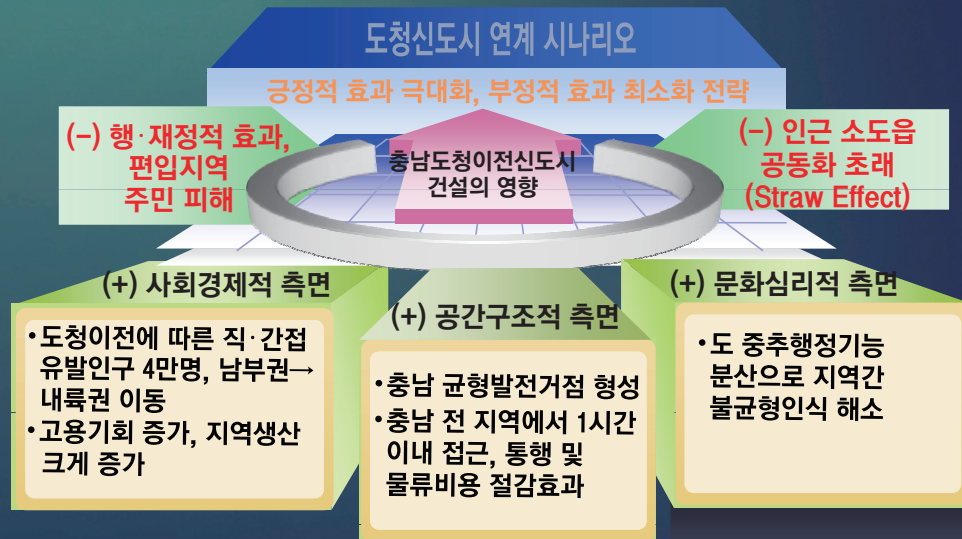 도청신도시 연계 시나리오
긍정적 효과 극대화, 부정적 효과 최소화 전략
(-) 행·재정적 효과,
편입지역
주민 피해
충남도청이전신도시
건설의 영향
(-) 인근 소도읍
공동화 초래
(Straw Effect)
(+) 사회경제적 측면
•도청이전에 따른 직·간접
유발인구 4만명, 남부권→
내륙권 이동
•고용기회 증가, 지역생산
크게 증가
(+) 공간구조적 측면
•충남 균형발전거점 형성
•충남 전 지역에서 1시간
이내 접근, 통행 및
물류비용 절감효과
(+) 문화심리적 측면
•도 중추행정기능
분산으로 지역간
불균형인식 해소